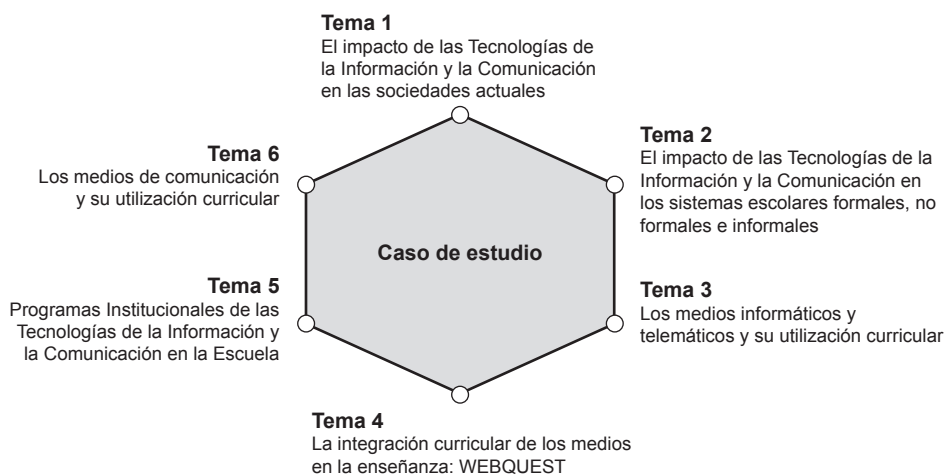 Tema 1
El impacto de las Tecnologías de
la Información y la Comunicación
en las sociedades actuales
Tema 2
El impacto de las Tecnologías de la
Información y la Comunicación en
los sistemas escolares formales, no
formales e informales
Tema 6
Los medios de comunicación
y su utilización curricular
Caso de estudio
Tema 3
Los medios informáticos y
telemáticos y su utilización curricular
Tema 5
Programas Institucionales de las
Tecnologías de la Información y
la Comunicación en la Escuela
Tema 4
La integración curricular de los medios
en la enseñanza: WEBQUEST